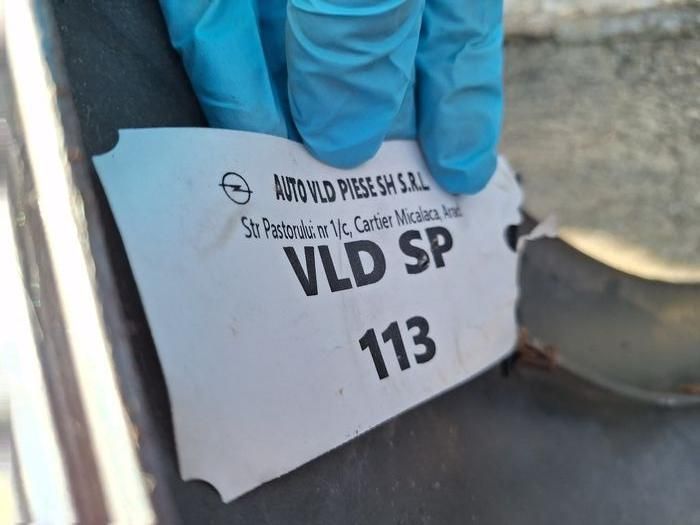 AUTO VLD PIESE SH S.R.L
Str Pastorului nr 1/c, Cartier Micalaca, Arad
VLD SP
113